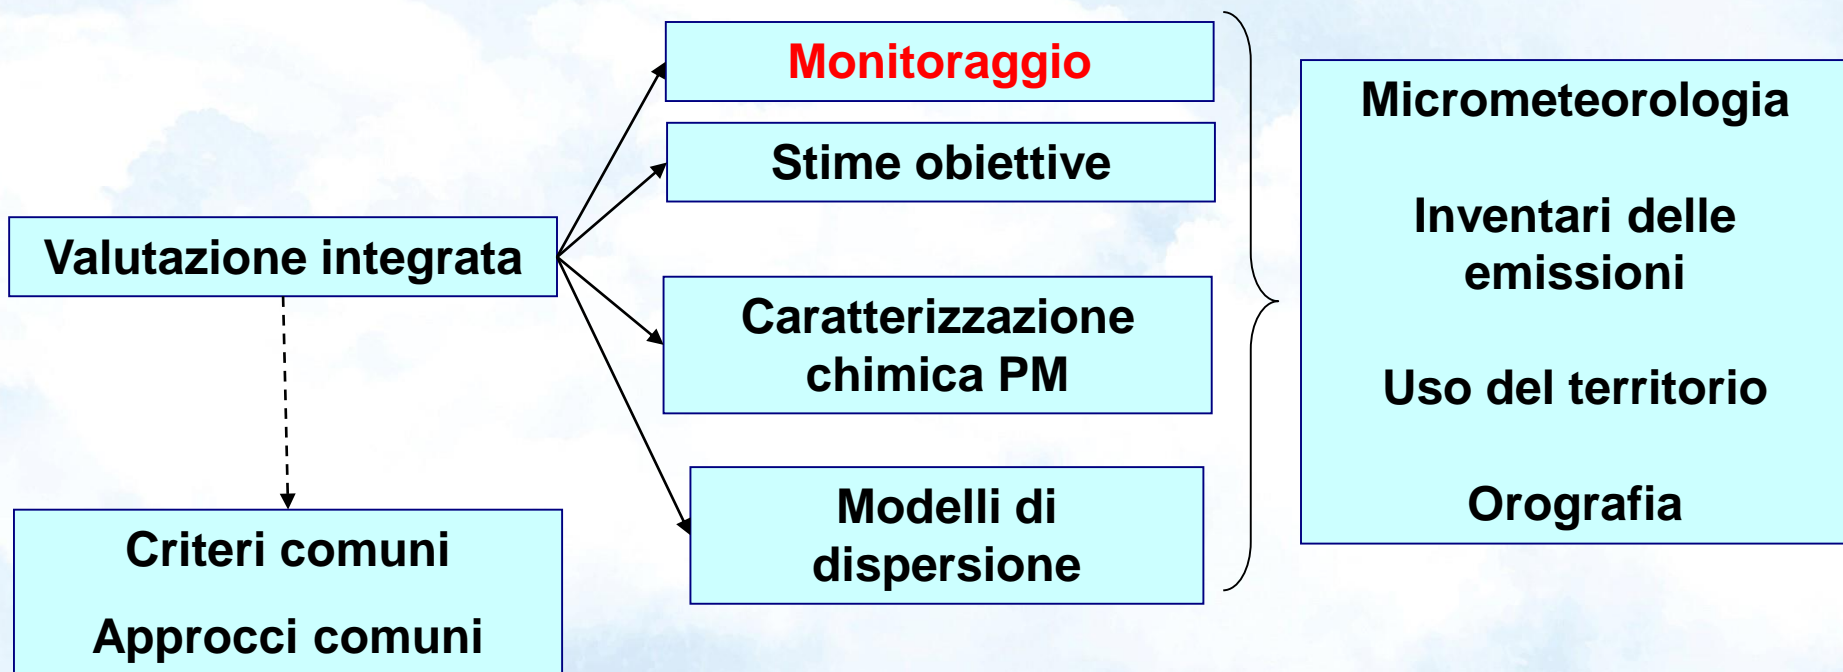 Monitoraggio
Stime obiettive
Valutazione integrata
Caratterizzazione
chimica PM
Modelli di
dispersione
Criteri comuni
Approcci comuni
Micrometeorologia
Inventari delle
emissioni
Uso del territorio
Orografia